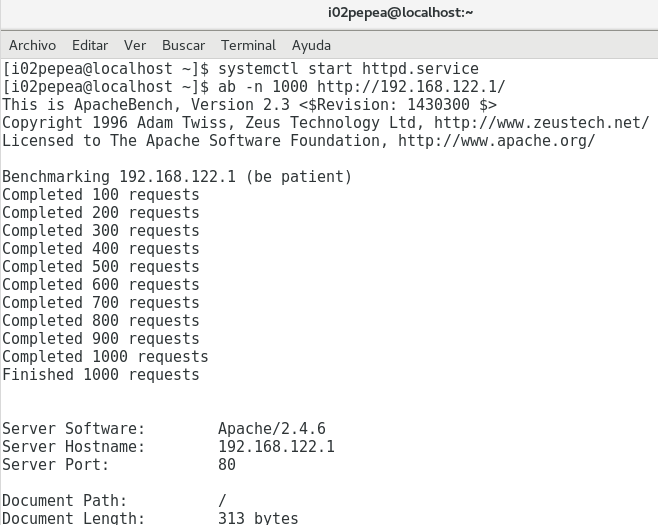 i02pepea@localhost:~
Archivo Editar Ver Buscar Terminal Ayuda
[i02pepea@localhost ~]$ systemctl start httpd.service
[i02pepea@localhost ~]$ ab -n 1000 http://192.168.122.1/
This is ApacheBench, Version 2.3 <$Revision: 1430300 $>
Copyright 1996 Adam Twiss, Zeus Technology Ltd, http://www.zeustech.net/
Licensed to The Apache Software Foundation, http://www.apache.org/

Benchmarking 192.168.122.1 (be patient)
Completed 100 requests
Completed 200 requests
Completed 300 requests
Completed 400 requests
Completed 500 requests
Completed 600 requests
Completed 700 requests
Completed 800 requests
Completed 900 requests
Completed 1000 requests
Finished 1000 requests

Server Software:        Apache/2.4.6
Server Hostname:        192.168.122.1
Server Port:            80

Document Path:          /
Document Length:        313 bytes